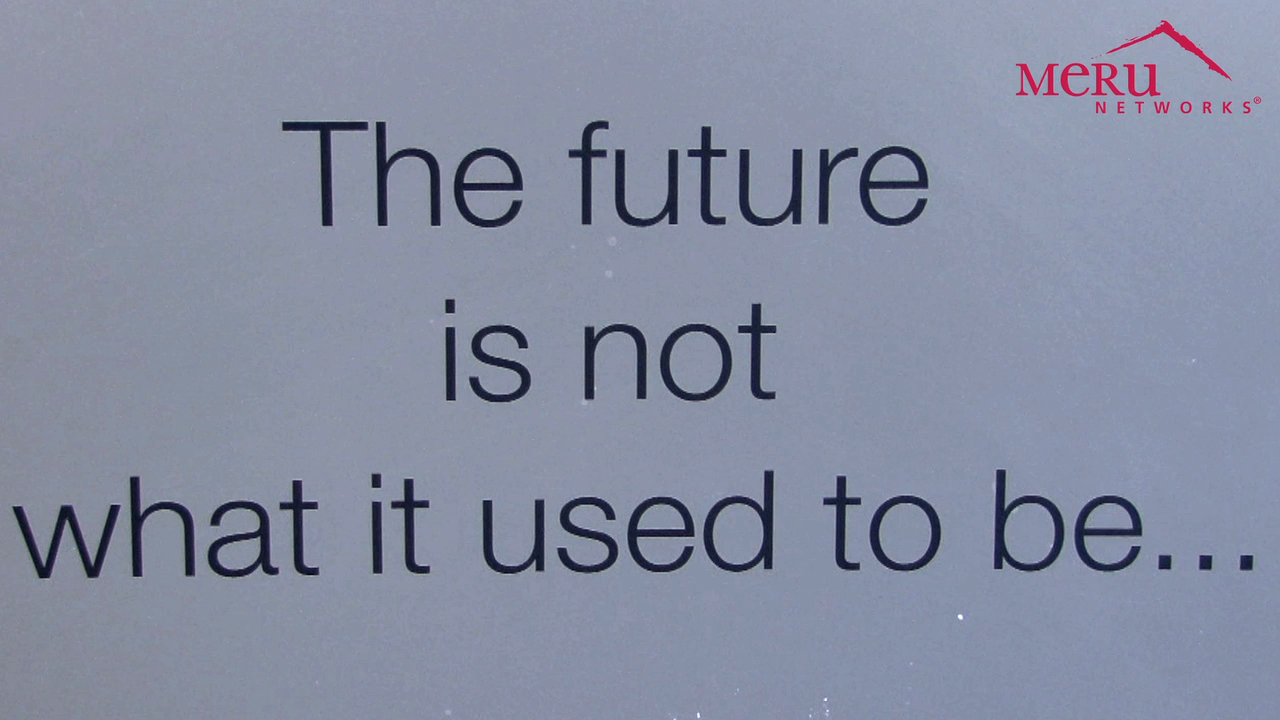 MERU
NETWORKS®
The future
is not
what it used to be...